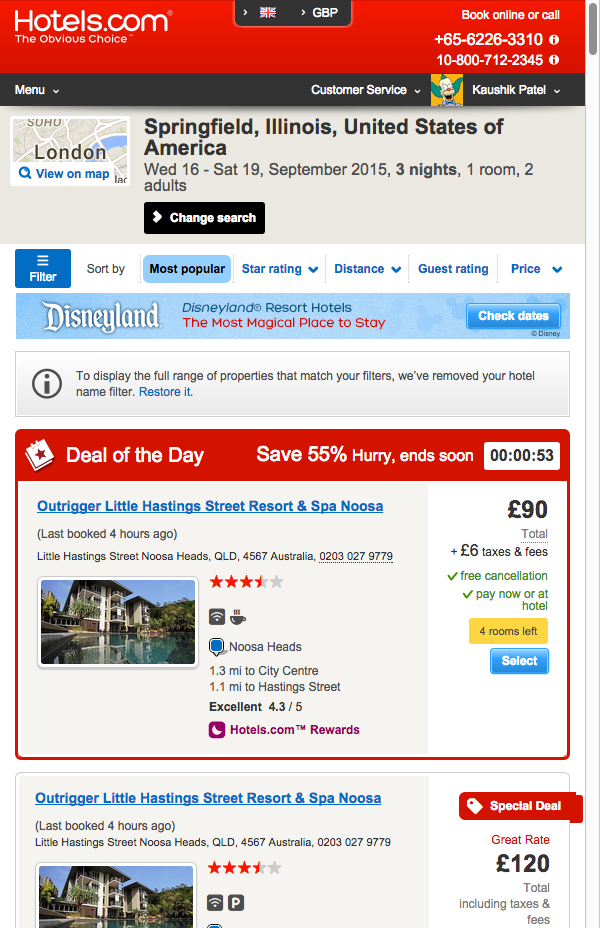 Hotels.com®
The Obvious Choice™
GBP
Book online or call
+65-6226-3310
10-800-712-2345
Menu
Customer Service
Kaushik Patel
SOHO
London
View on map
Springfield, Illinois, United States of
America
Wed 16 - Sat 19, September 2015, 3 nights, 1 room, 2
adults
Change search
Filter
Sort by
Most popular
Star rating
Distance
Guest rating
Price
Disneyland
Disneyland® Resort Hotels
The Most Magical Place to Stay
Check dates
© Disney
To display the full range of properties that match your filters, we've removed your hotel
name filter. Restore it.
Deal of the Day
Save 55% Hurry, ends soon
00:00:53
Outrigger Little Hastings Street Resort & Spa Noosa
(Last booked 4 hours ago)
Little Hastings Street Noosa Heads, QLD, 4567 Australia, 0203 027 9779
Noosa Heads
1.3 mi to City Centre
1.1 mi to Hastings Street
Excellent 4.3 / 5
Hotels.com™ Rewards
£90
Total
+ £6 taxes & fees
free cancellation
pay now or at
hotel
4 rooms left
Select
Outrigger Little Hastings Street Resort & Spa Noosa
(Last booked 4 hours ago)
Little Hastings Street Noosa Heads, QLD, 4567 Australia, 0203 027 9779
P
Special Deal
Great Rate
£120
Total
including taxes &
fees